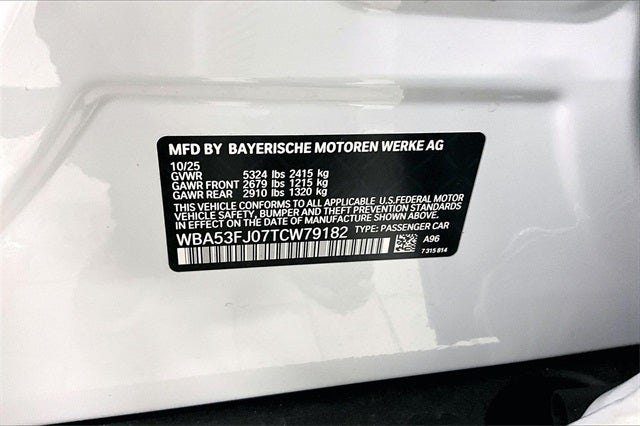 MFD BY BAYERISCHE MOTOREN WERKE AG
10/25
GVWR 5324 lbs 2415 kg
GAWR FRONT 2679 lbs 1215 kg
GAWR REAR 2910 lbs 1320 kg
THIS VEHICLE CONFORMS TO ALL APPLICABLE U.S.FEDERAL MOTOR
VEHICLE SAFETY, BUMPER, AND THEFT PREVENTION STANDARDS
IN EFFECT ON THE DATE OF MANUFACTURE SHOWN ABOVE.
WBA53FJ07TCW79182 TYPE: PASSENGER CAR
A96
7 315 814